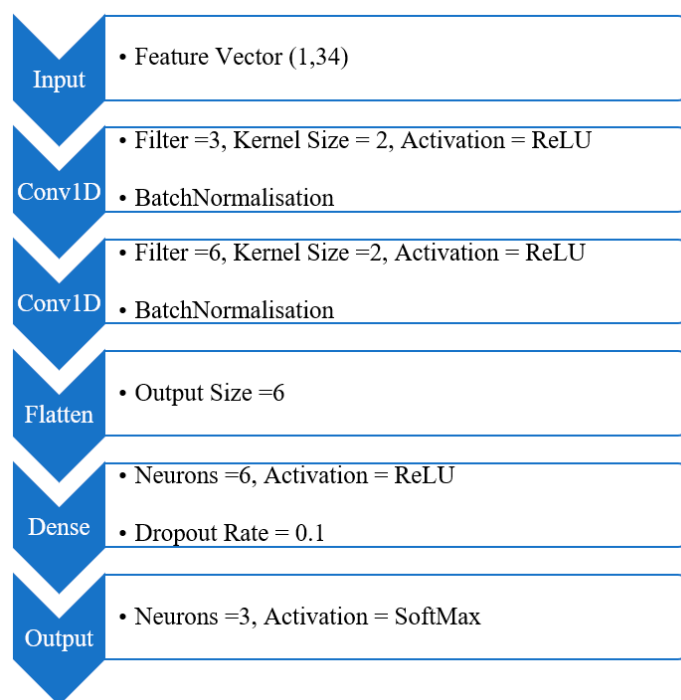 Input
• Feature Vector (1,34)
Conv1D
• Filter =3, Kernel Size = 2, Activation = ReLU
• BatchNormalisation
Conv1D
• Filter =6, Kernel Size =2, Activation = ReLU
• BatchNormalisation
Flatten
• Output Size =6
Dense
• Neurons =6, Activation = ReLU
• Dropout Rate = 0.1
Output
• Neurons =3, Activation = SoftMax